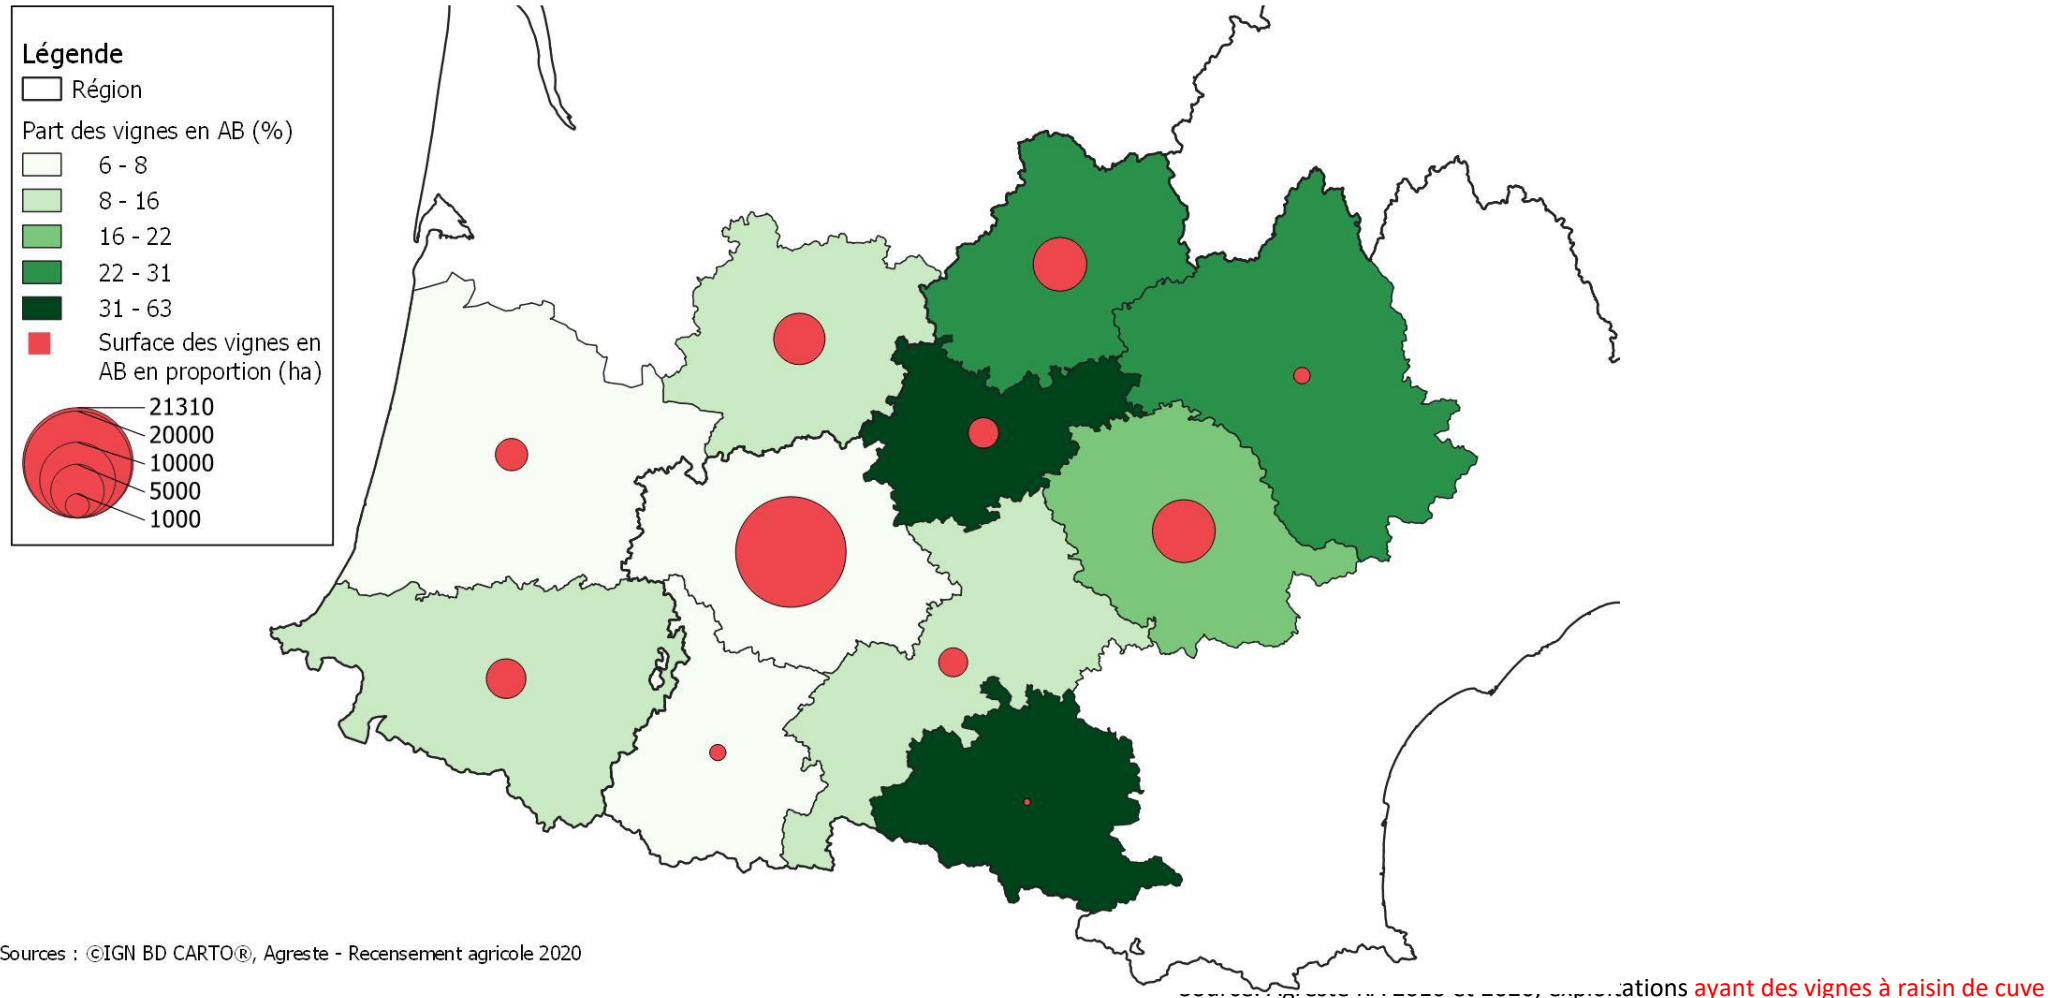 Légende
Région
Part des vignes en AB (%)
6 - 8
8 - 16
16 - 22
22 - 31
31 - 63
Surface des vignes en
AB en proportion (ha)
21310
20000
10000
5000
1000
Sources : ©IGN BD CARTO®, Agreste - Recensement agricole 2020
ations ayant des vignes à raisin de cuve